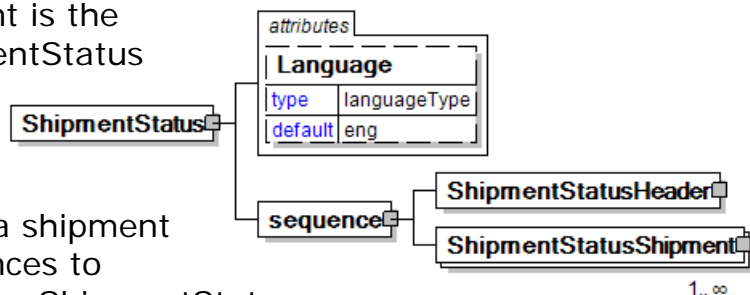 nt is the
entStatus
attributes
Language
type languageType
default eng
ShipmentStatus
sequence
ShipmentStatusHeader
ShipmentStatusShipment
1..∞
a shipment
nces to